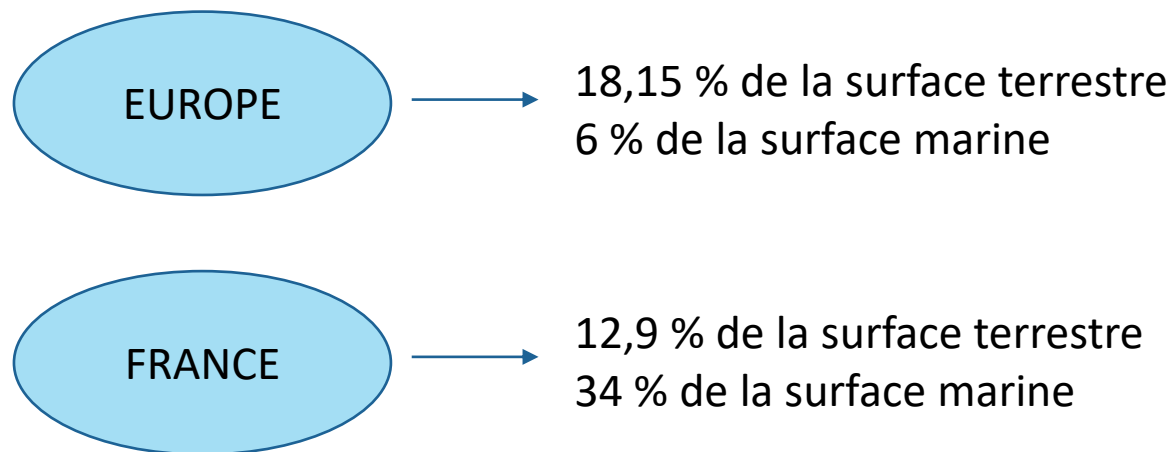 EUROPE
18,15 % de la surface terrestre
6 % de la surface marine
FRANCE
12,9 % de la surface terrestre
34 % de la surface marine